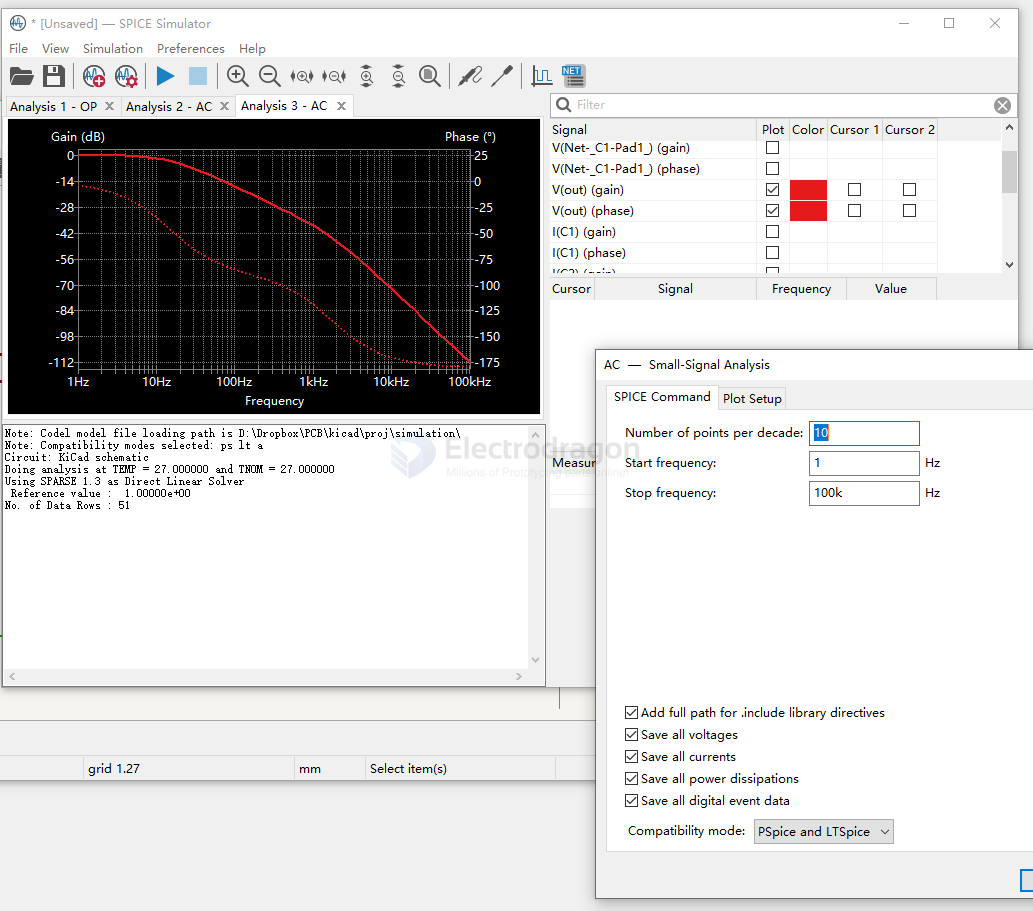 * [Unsaved] — SPICE Simulator
File View Simulation Preferences Help
NET
Analysis 1 - OP
Analysis 2 - AC
Analysis 3 - AC
Filter
Gain (dB)
Phase (°)
0
-14
-28
-42
-56
-70
-84
-98
-112
25
0
-25
-50
-75
-100
-125
-150
-175
1Hz 10Hz 100Hz 1kHz 10kHz 100kHz
Frequency
Signal Plot Color Cursor 1 Cursor 2
V(Net-_C1-Pad1_) (gain)
V(Net-_C1-Pad1_) (phase)
V(out) (gain)
V(out) (phase)
I(C1) (gain)
I(C1) (phase)
I(C2) (gain)
Cursor Signal Frequency Value
Note: Codel model file loading path is D:\Dropbox\PCB\kicad\proj\simulation\
Note: Compatibility modes selected: ps lt a
Circuit: KiCad schematic
Doing analysis at TEMP = 27.000000 and TNOM = 27.000000
Using SPARSE 1.3 as Direct Linear Solver
Reference value : 1.00000e+00
No. of Data Rows : 51
Electrodragon
Millions of Prototyping parts online
Measur
AC — Small-Signal Analysis
SPICE Command Plot Setup
Number of points per decade: 10
Start frequency: 1 Hz
Stop frequency: 100k Hz
Add full path for .include library directives
Save all voltages
Save all currents
Save all power dissipations
Save all digital event data
Compatibility mode: PSpice and LTSpice
grid 1.27 mm Select item(s)